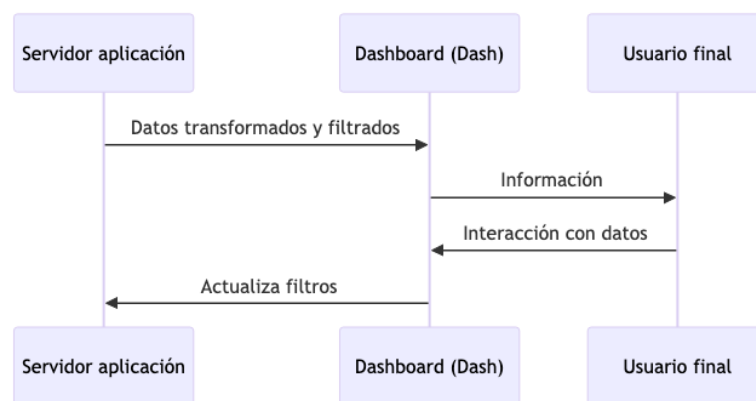 Servidor aplicación
Dashboard (Dash)
Usuario final
Datos transformados y filtrados
Información
Interacción con datos
Actualiza filtros
Servidor aplicación
Dashboard (Dash)
Usuario final